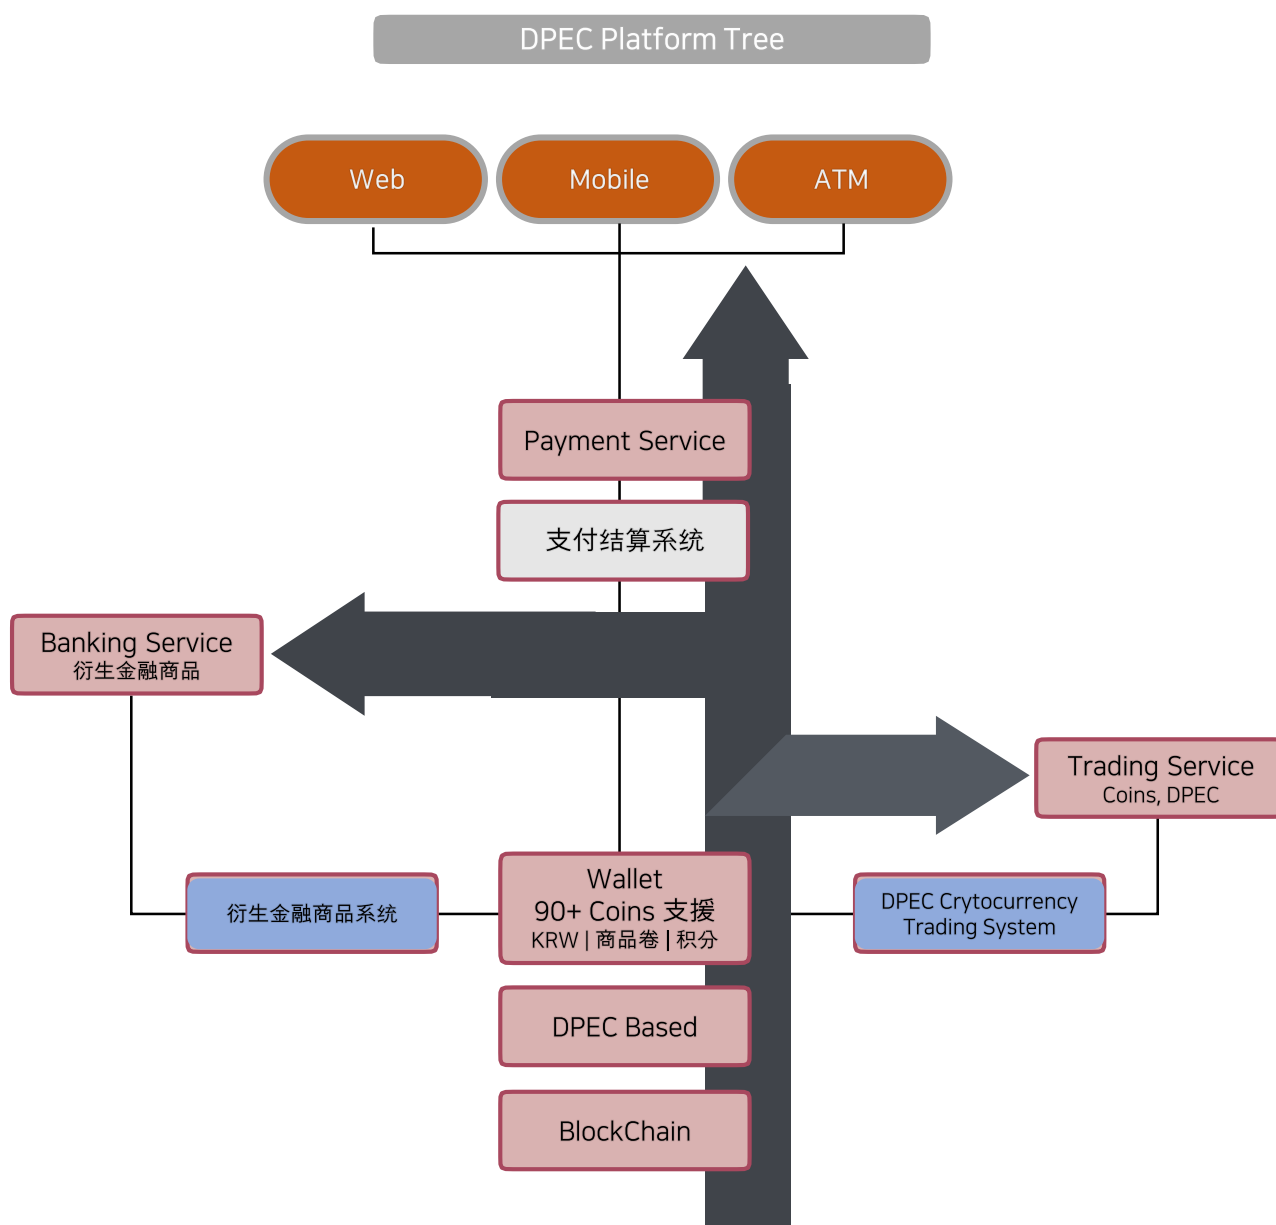 DPEC Platform Tree
Web
Mobile
ATM
Payment Service
支付结算系统
Banking Service
衍生金融商品
Trading Service
Coins, DPEC
衍生金融商品系统
Wallet
90+ Coins 支援
KRW | 商品卷 | 积分
DPEC Crytocurrency
Trading System
DPEC Based
BlockChain